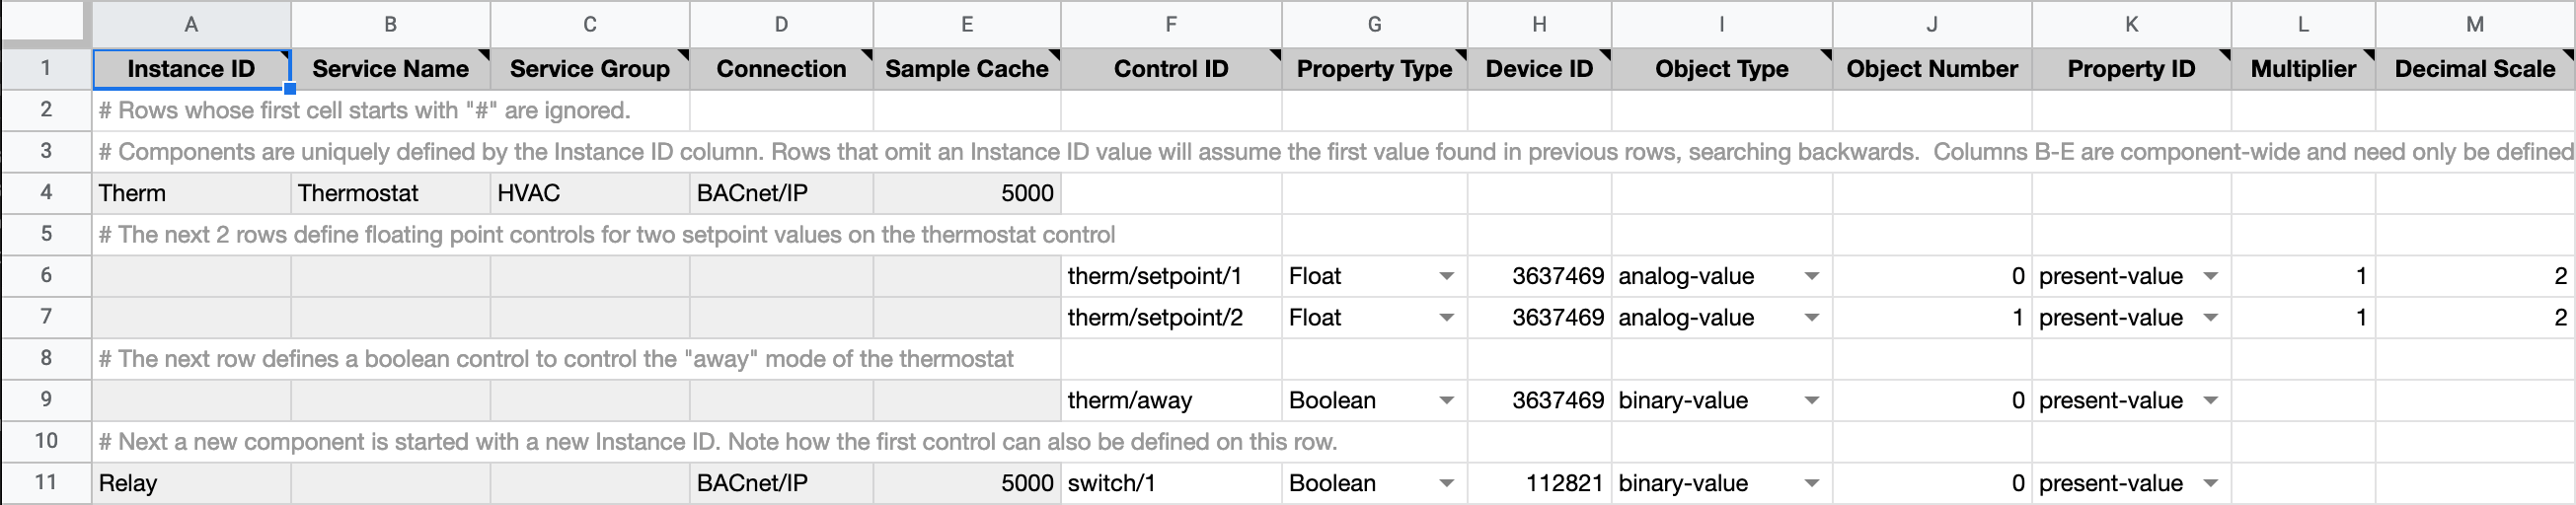 A B C D E F G H I J K L M
1 Instance ID Service Name Service Group Connection Sample Cache Control ID Property Type Device ID Object Type Object Number Property ID Multiplier Decimal Scale
2 # Rows whose first cell starts with "#" are ignored.
3 # Components are uniquely defined by the Instance ID column. Rows that omit an Instance ID value will assume the first value found in previous rows, searching backwards.  Columns B-E are component-wide and need only be defined
4 Therm Thermostat HVAC BACnet/IP 5000
5 # The next 2 rows define floating point controls for two setpoint values on the thermostat control
6 therm/setpoint/1 Float 3637469 analog-value 0 present-value 1 2
7 therm/setpoint/2 Float 3637469 analog-value 1 present-value 1 2
8 # The next row defines a boolean control to control the "away" mode of the thermostat
9 therm/away Boolean 3637469 binary-value 0 present-value
10 # Next a new component is started with a new Instance ID. Note how the first control can also be defined on this row.
11 Relay BACnet/IP 5000 switch/1 Boolean 112821 binary-value 0 present-value